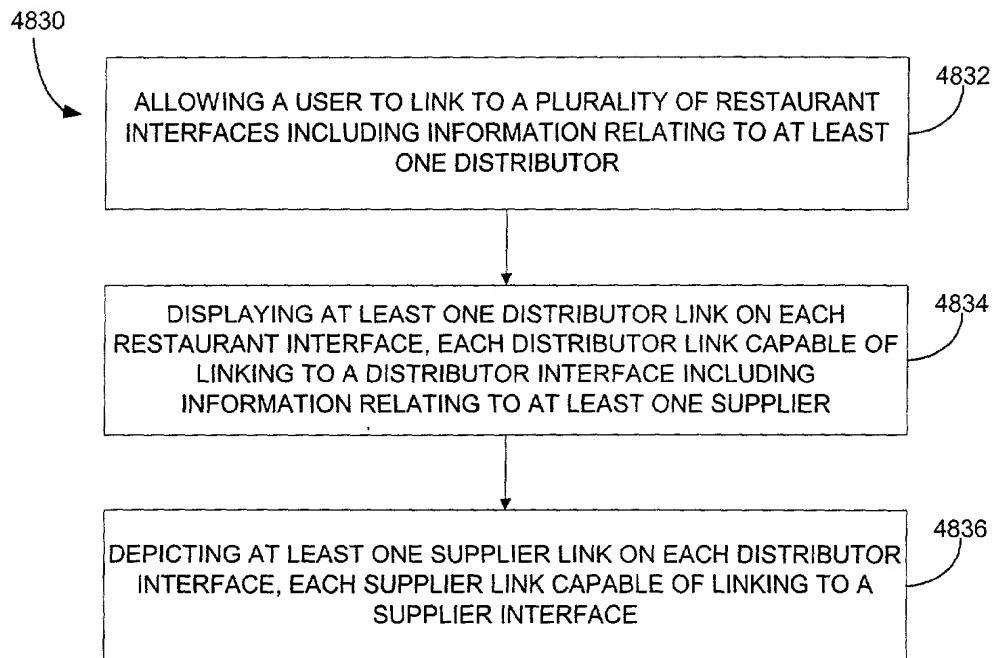 4830
4832
ALLOWING A USER TO LINK TO A PLURALITY OF RESTAURANT
INTERFACES INCLUDING INFORMATION RELATING TO AT LEAST
ONE DISTRIBUTOR
4834
DISPLAYING AT LEAST ONE DISTRIBUTOR LINK ON EACH
RESTAURANT INTERFACE, EACH DISTRIBUTOR LINK CAPABLE OF
LINKING TO A DISTRIBUTOR INTERFACE INCLUDING
INFORMATION RELATING TO AT LEAST ONE SUPPLIER
4836
DEPICTING AT LEAST ONE SUPPLIER LINK ON EACH DISTRIBUTOR
INTERFACE, EACH SUPPLIER LINK CAPABLE OF LINKING TO A
SUPPLIER INTERFACE